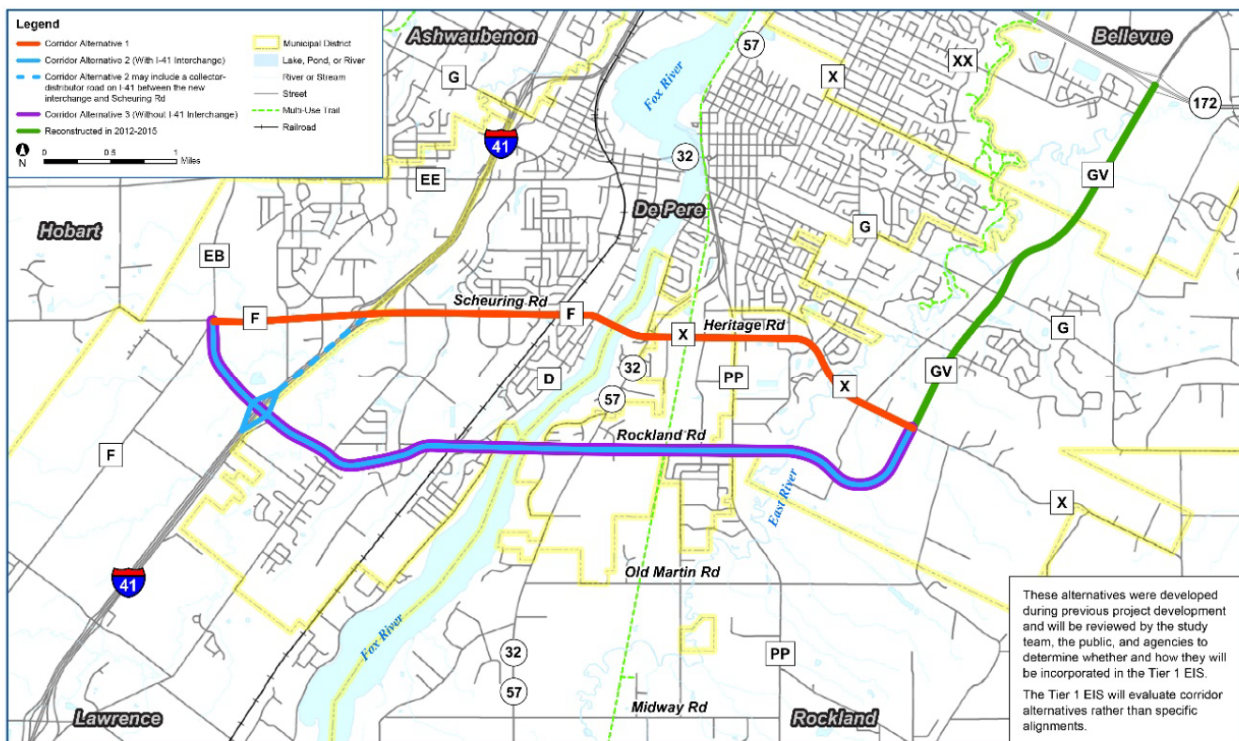 Legend
Corridor Alternative 1
Corridor Alternative 2 (With I-41 Interchange)
Corridor Alternative 2 may include a collector-
distributor road on I-41 between the new
interchange and Scheuring Rd
Corridor Alternative 3 (Without I-41 Interchange)
Reconstructed in 2012-2015
Municipal District
Lake, Pond, or River
River or Stream
Street
Multi-Use Trail
Railroad
N
0 0.5 1
Miles
Ashwaubenon
Bellevue
57
G
X
XX
Fox River
172
41
32
EE
GV
De Pere
Hobart
G
EB
Scheuring Rd
F
F
Heritage Rd
X
G
GV
D
32
PP
X
57
Rockland Rd
F
East River
X
Old Martin Rd
41
Fox River
32
PP
57
Midway Rd
Lawrence
Rockland
These alternatives were developed
during previous project development
and will be reviewed by the study
team, the public, and agencies to
determine whether and how they will
be incorporated in the Tier 1 EIS.
The Tier 1 EIS will evaluate corridor
alternatives rather than specific
alignments.